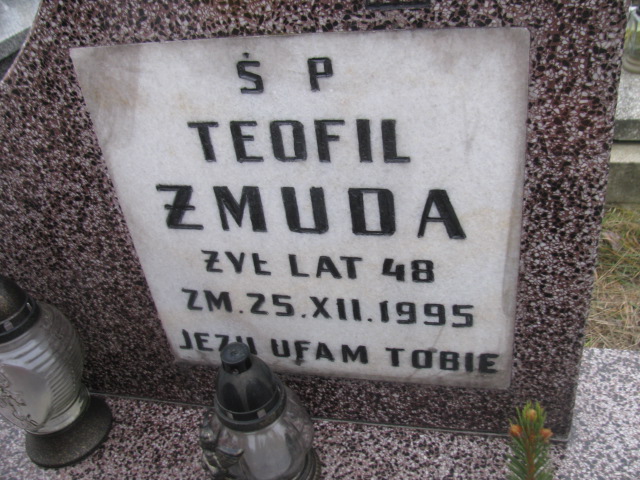 Ś P
TEOFIL
ŻMUDA
ŻYŁ LAT 48
ZM. 25. XII. 1995
JEZU UFAM TOBIE